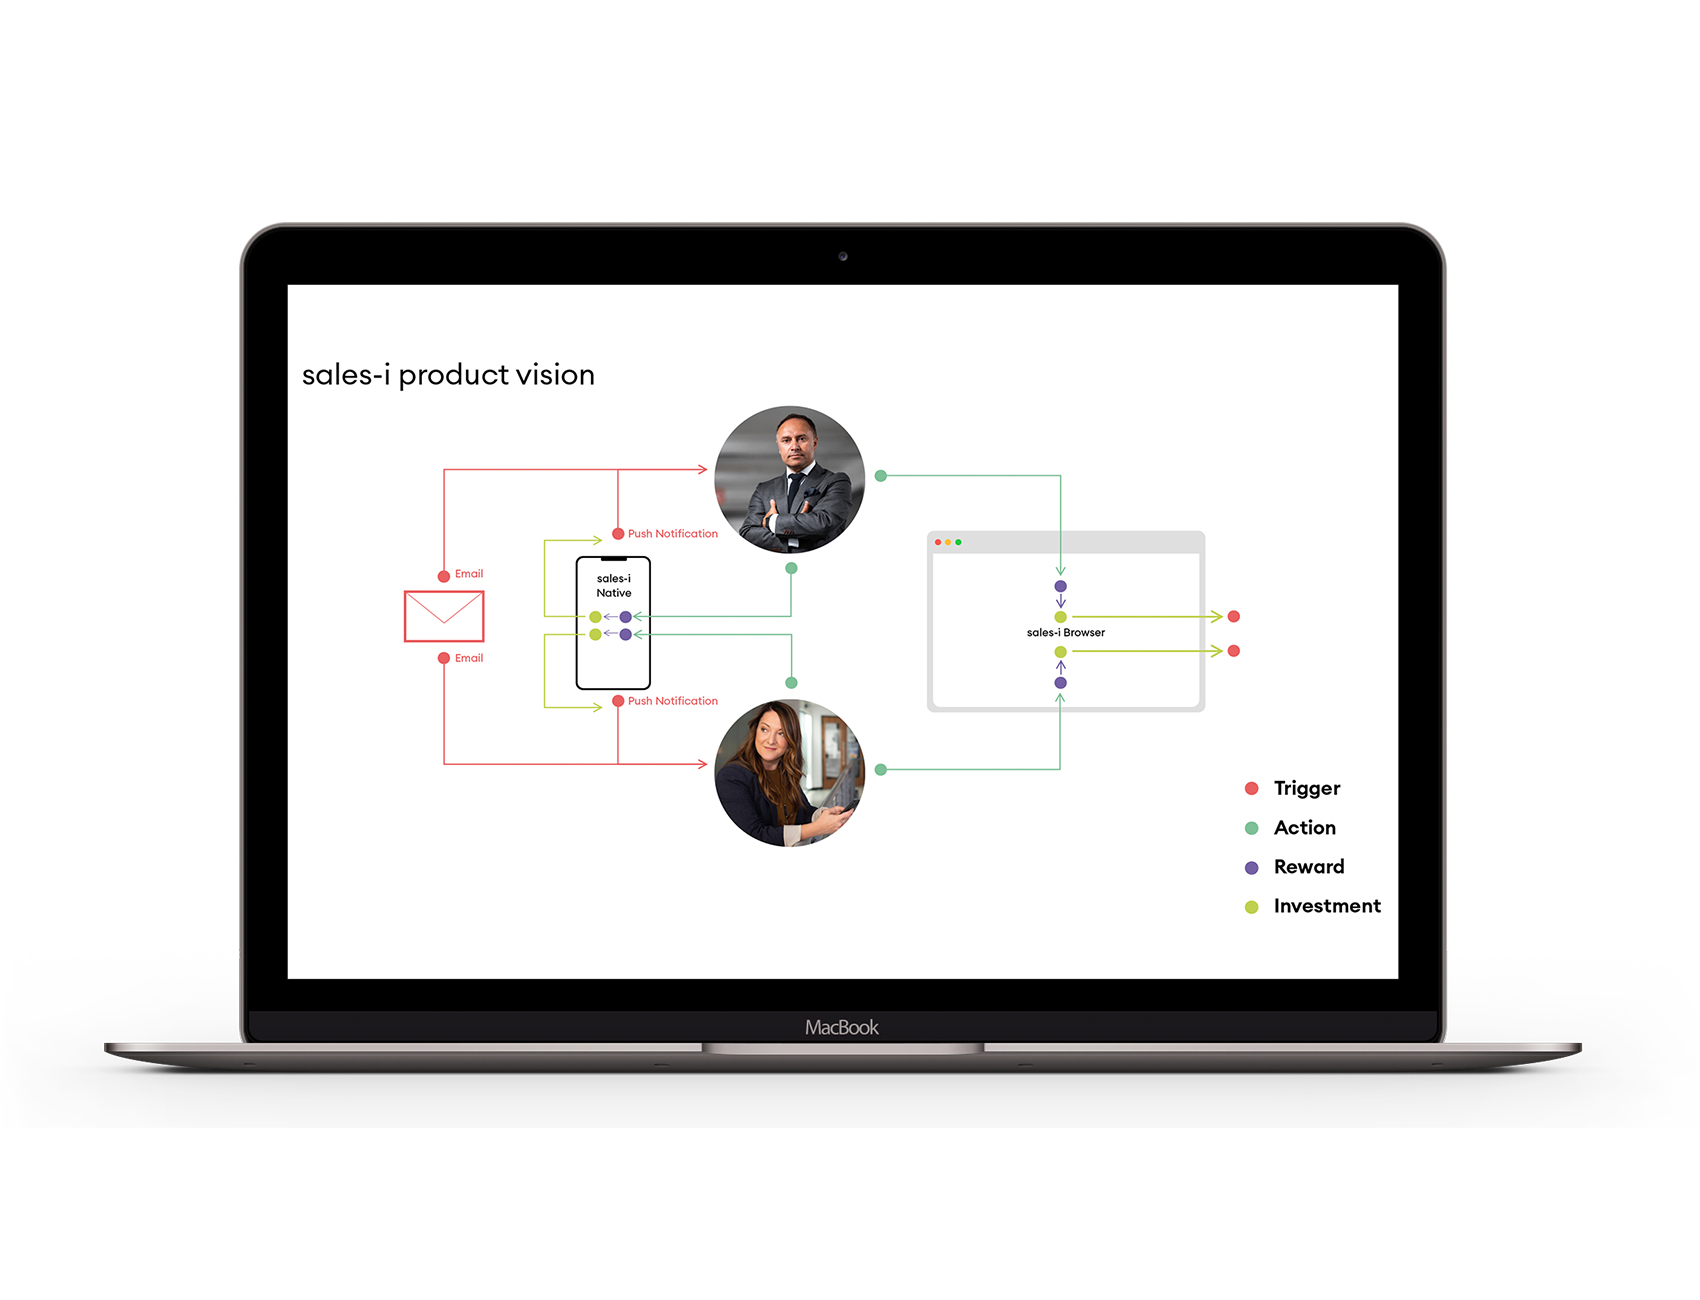 sales-i product vision
Push Notification
Email
sales-i
Native
Email
Push Notification
sales-i Browser
Trigger
Action
Reward
Investment
MacBook